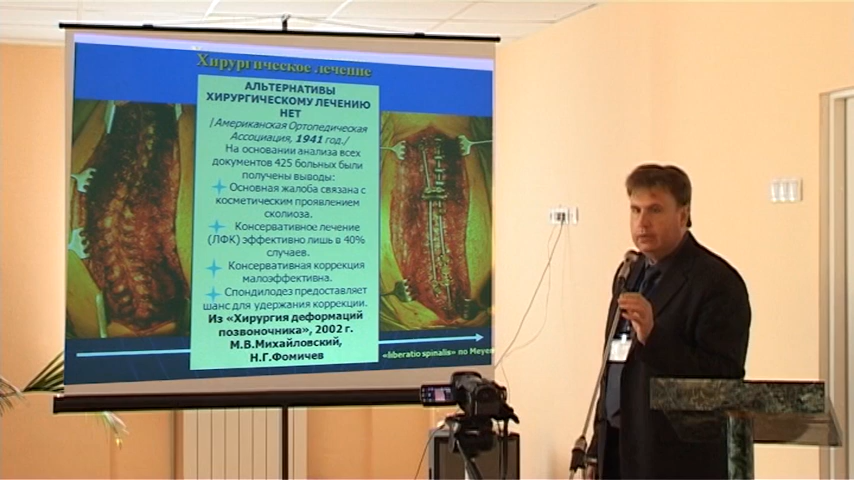 Хирургическое лечение
АЛЬТЕРНАТИВЫ
ХИРУРГИЧЕСКОМУ ЛЕЧЕНИЮ
НЕТ
/Американская Ортопедическая
Ассоциация, 1941 год./
На основании анализа всех
документов 425 больных были
получены выводы:
Основная жалоба связана с
косметическим проявлением
сколиоза.
Консервативное лечение
(ЛФК) эффективно лишь в 40%
случаев.
Консервативная коррекция
малоэффективна.
Спондилодез предоставляет
шанс для удержания коррекции.
Из «Хирургия деформаций
позвоночника», 2002 г.
М.В.Михайловский,
Н.Г.Фомичев
«liberatio spinalis» по Меуеи